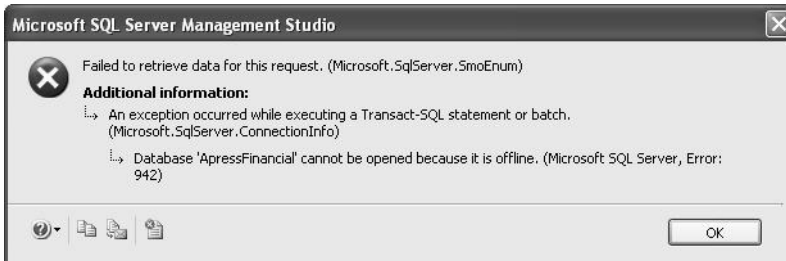 Microsoft SQL Server Management Studio
Failed to retrieve data for this request. (Microsoft.SqlServer.SmoEnum)
Additional information:
An exception occurred while executing a Transact-SQL statement or batch.
(Microsoft.SqlServer.ConnectionInfo)
Database 'ApressFinancial' cannot be opened because it is offline. (Microsoft SQL Server, Error:
942)
OK